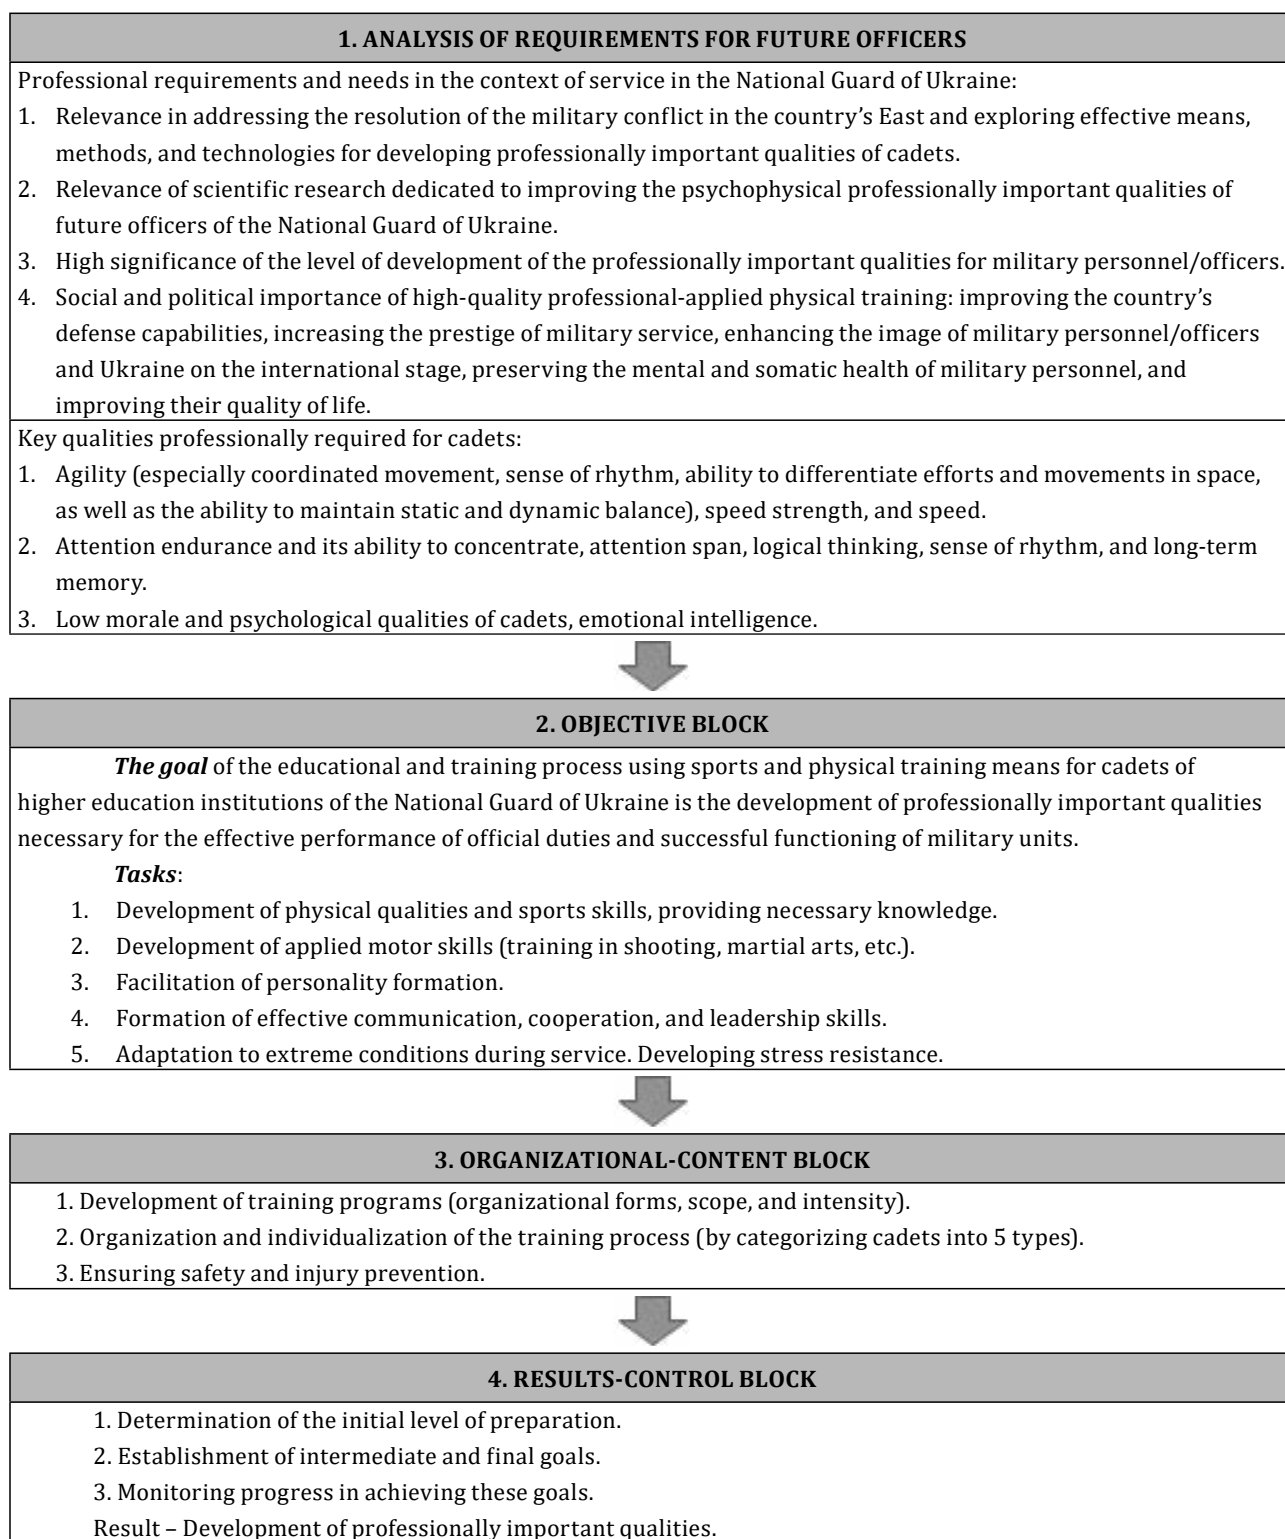 1. ANALYSIS OF REQUIREMENTS FOR FUTURE OFFICERS
Professional requirements and needs in the context of service in the National Guard of Ukraine:
1. Relevance in addressing the resolution of the military conflict in the country’s East and exploring effective means,
methods, and technologies for developing professionally important qualities of cadets.
2. Relevance of scientific research dedicated to improving the psychophysical professionally important qualities of
future officers of the National Guard of Ukraine.
3. High significance of the level of development of the professionally important qualities for military personnel/officers.
4. Social and political importance of high-quality professional-applied physical training: improving the country’s
defense capabilities, increasing the prestige of military service, enhancing the image of military personnel/officers
and Ukraine on the international stage, preserving the mental and somatic health of military personnel, and
improving their quality of life.
Key qualities professionally required for cadets:
1. Agility (especially coordinated movement, sense of rhythm, ability to differentiate efforts and movements in space,
as well as the ability to maintain static and dynamic balance), speed strength, and speed.
2. Attention endurance and its ability to concentrate, attention span, logical thinking, sense of rhythm, and long-term
memory.
3. Low morale and psychological qualities of cadets, emotional intelligence.
2. OBJECTIVE BLOCK
The goal of the educational and training process using sports and physical training means for cadets of
higher education institutions of the National Guard of Ukraine is the development of professionally important qualities
necessary for the effective performance of official duties and successful functioning of military units.
Tasks:
1. Development of physical qualities and sports skills, providing necessary knowledge.
2. Development of applied motor skills (training in shooting, martial arts, etc.).
3. Facilitation of personality formation.
4. Formation of effective communication, cooperation, and leadership skills.
5. Adaptation to extreme conditions during service. Developing stress resistance.
3. ORGANIZATIONAL-CONTENT BLOCK
1. Development of training programs (organizational forms, scope, and intensity).
2. Organization and individualization of the training process (by categorizing cadets into 5 types).
3. Ensuring safety and injury prevention.
4. RESULTS-CONTROL BLOCK
1. Determination of the initial level of preparation.
2. Establishment of intermediate and final goals.
3. Monitoring progress in achieving these goals.
Result – Development of professionally important qualities.